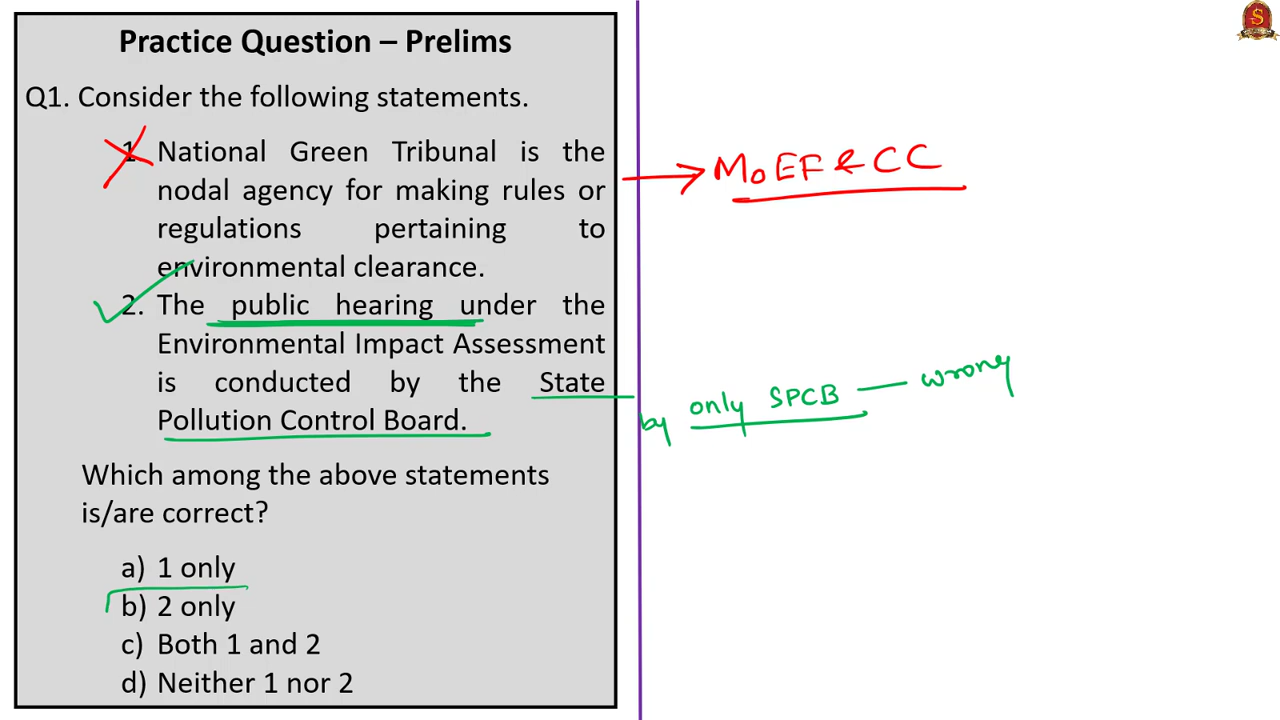 Practice Question – Prelims
Q1. Consider the following statements.
1. National Green Tribunal is the
nodal agency for making rules or
regulations pertaining to
environmental clearance.
2. The public hearing under the
Environmental Impact Assessment
is conducted by the State
Pollution Control Board.
Which among the above statements
is/are correct?
a) 1 only
b) 2 only
c) Both 1 and 2
d) Neither 1 nor 2
MoEF & CC
by only SPCB — wrong
S